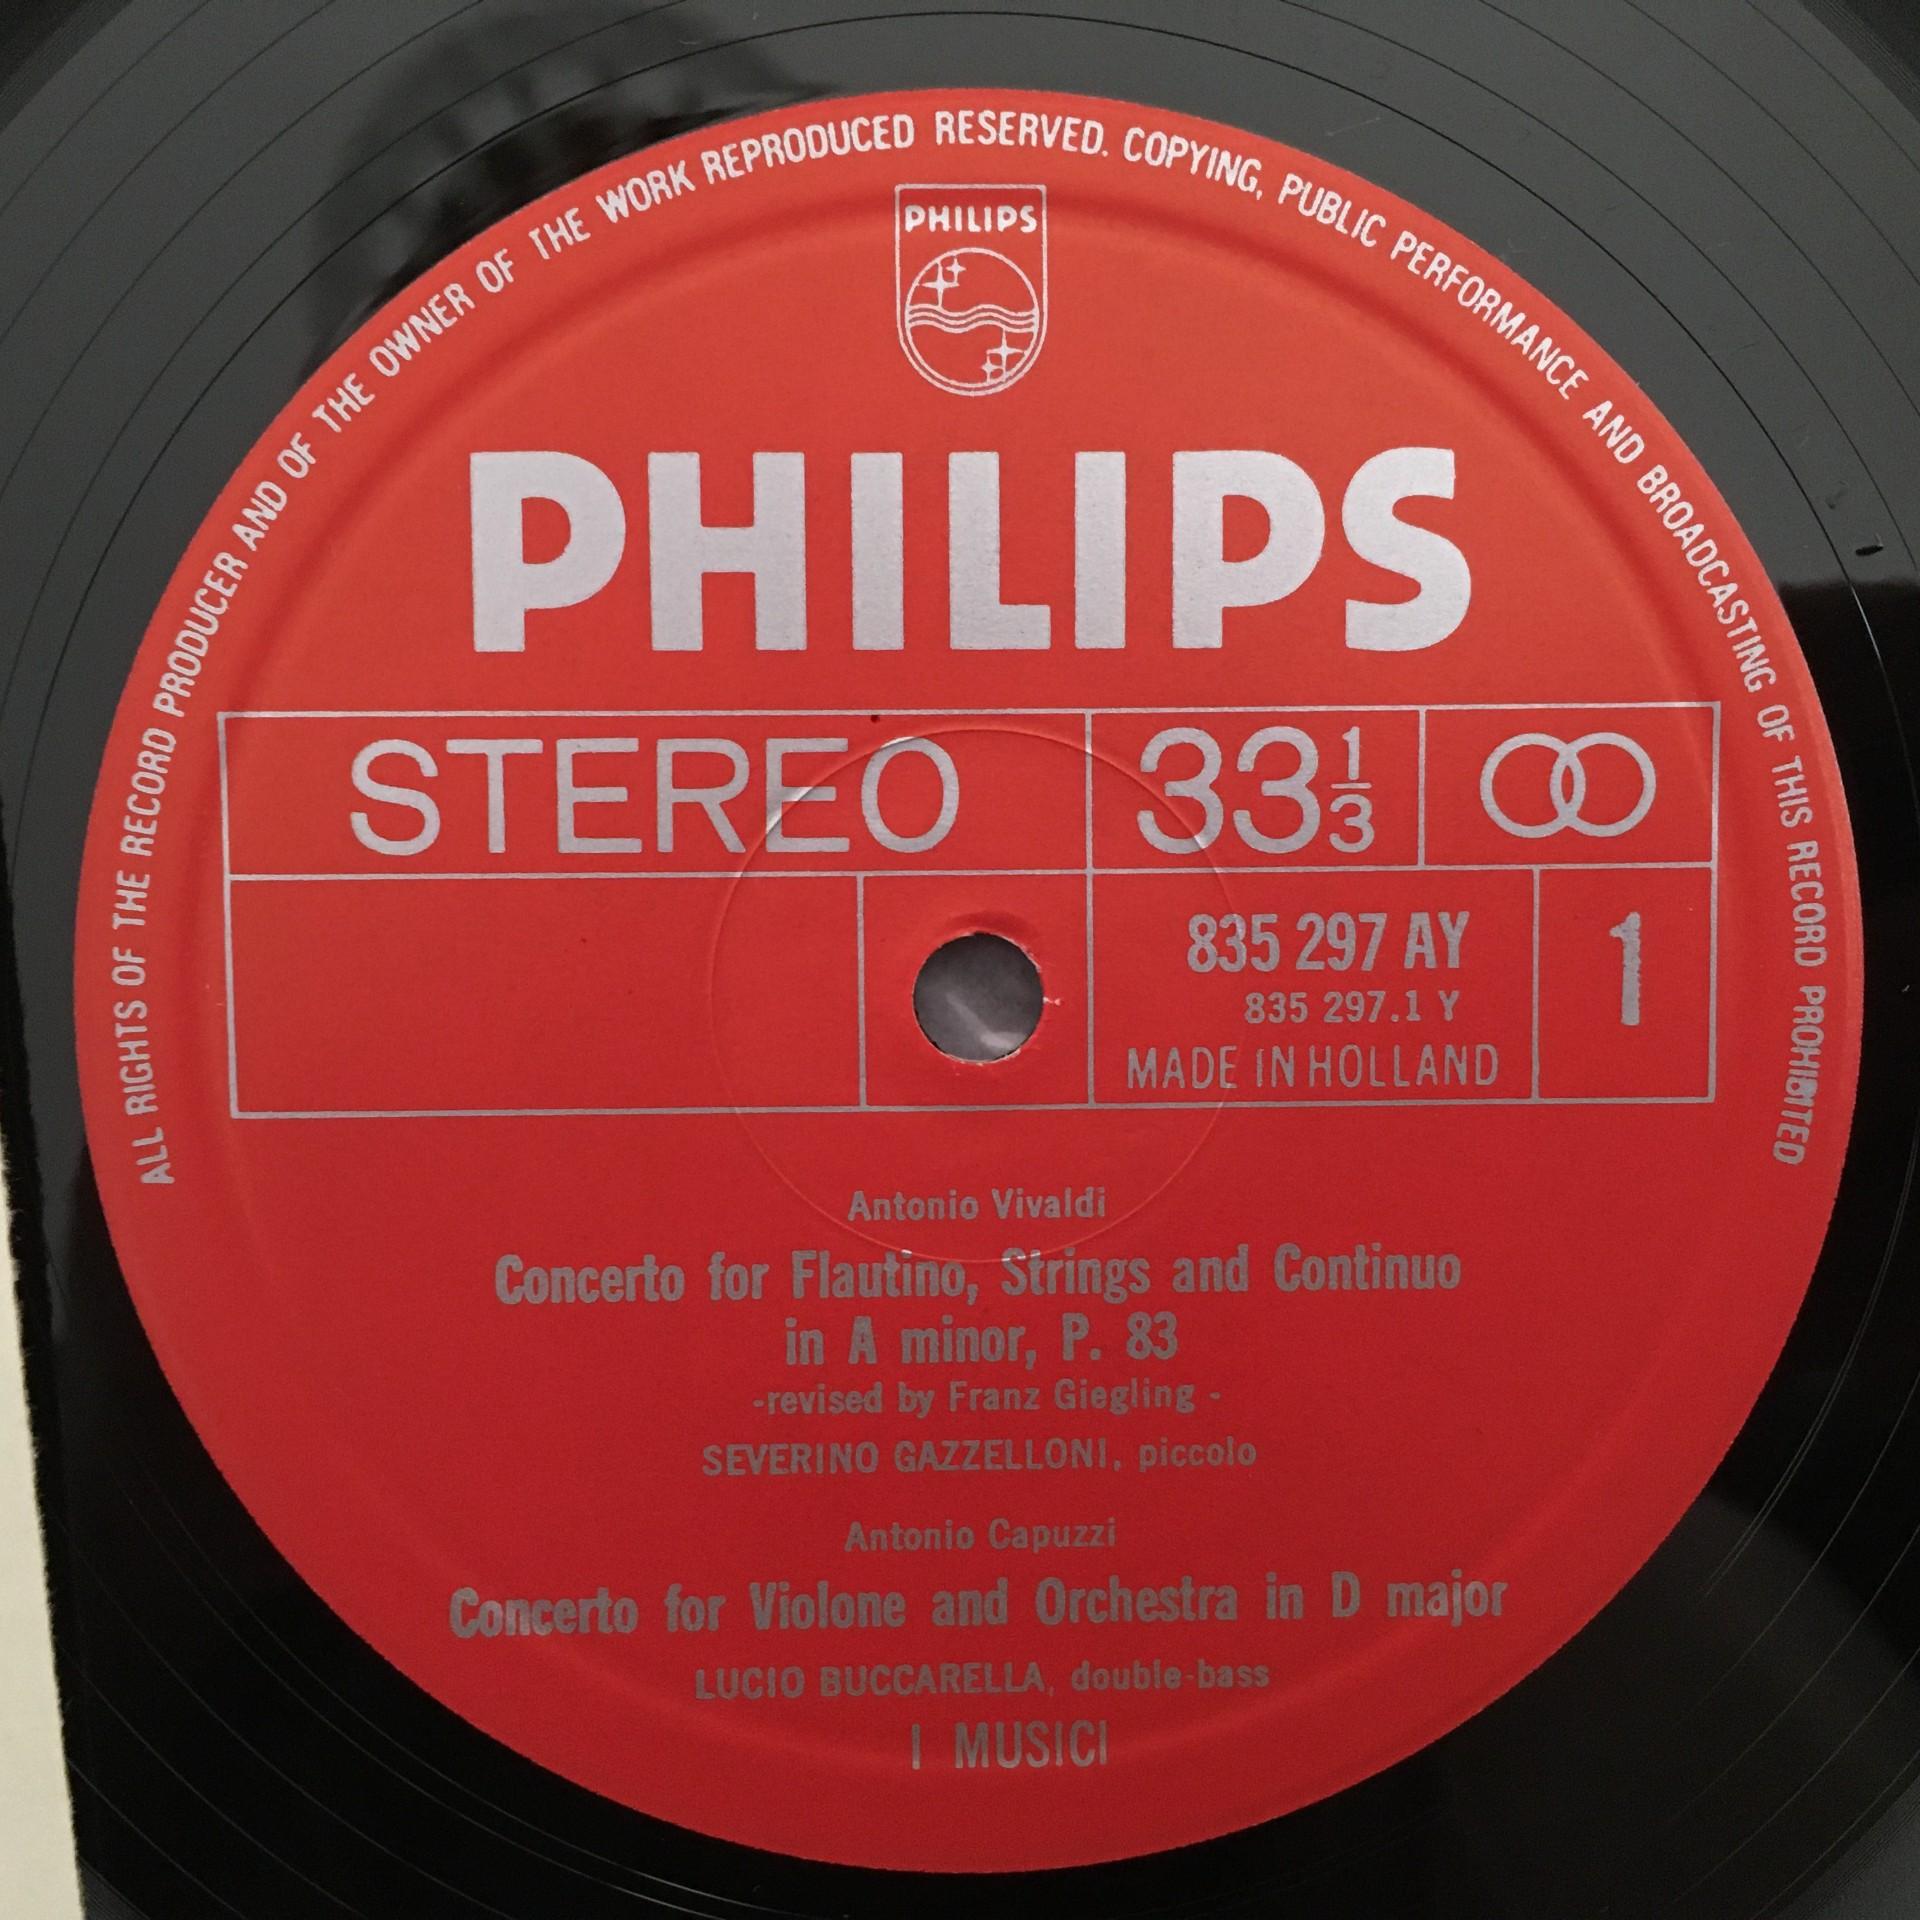 ALL RIGHTS OF THE RECORD PRODUCER AND OF THE OWNER OF THE WORK REPRODUCED RESERVED. COPYING, PUBLIC PERFORMANCE AND BROADCASTING OF THIS RECORD PROHIBITED
PHILIPS
PHILIPS
STEREO 33 1/3
835 297 AY 1
835 297.1 Y
MADE IN HOLLAND
Antonio Vivaldi
Concerto for Flautino, Strings and Continuo
in A minor, P. 83
-revised by Franz Giegling -
SEVERINO GAZZELLONI, piccolo
Antonio Capuzzi
Concerto for Violone and Orchestra in D major
LUCIO BUCCARELLA, double-bass
I MUSICI